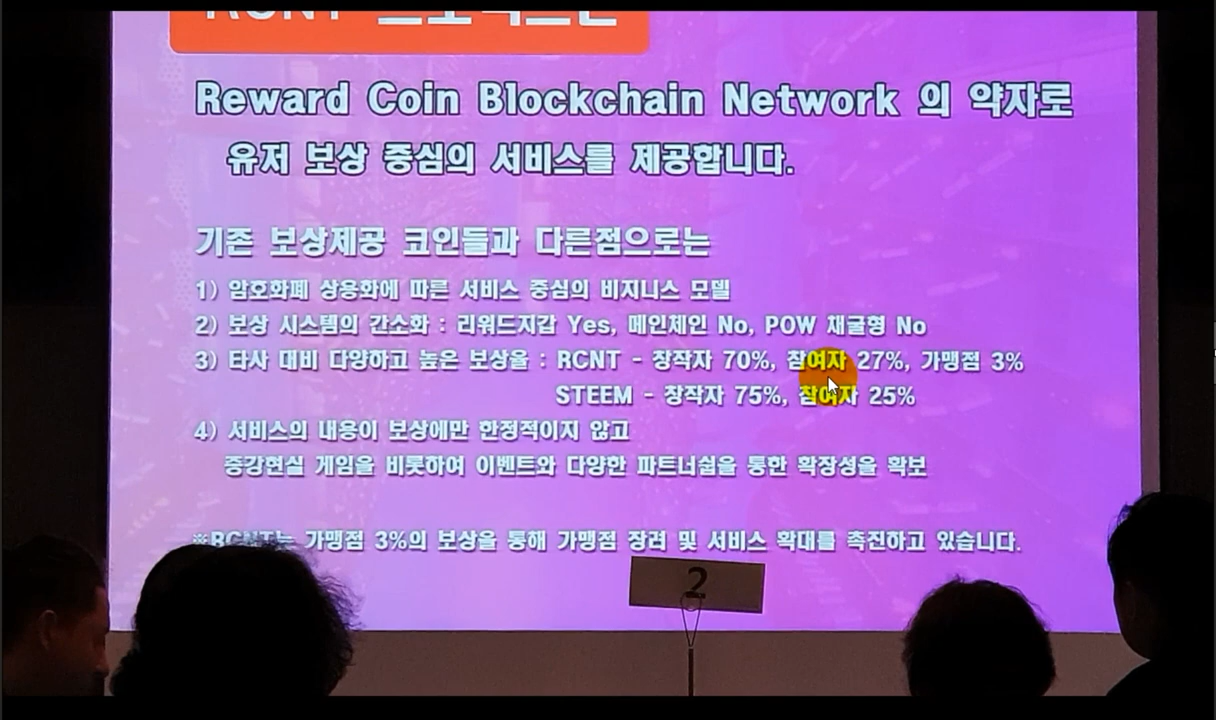 Reward Coin Blockchain Network 의 약자로
유저 보상 중심의 서비스를 제공합니다.
기존 보상제공 코인들과 다른점으로는
1) 암호화폐 상용화에 따른 서비스 중심의 비지니스 모델
2) 보상 시스템의 간소화 : 리워드지갑 Yes, 메인체인 No, POW 채굴형 No
3) 타사 대비 다양하고 높은 보상율 : RCNT - 창작자 70%, 참여자 27%, 가맹점 3%
STEEM - 창작자 75%, 참여자 25%
4) 서비스의 내용이 보상에만 한정적이지 않고
증강현실 게임을 비롯하여 이벤트와 다양한 파트너쉽을 통한 확장성을 확보
※RCNT는 가맹점 3%의 보상을 통해 가맹점 장려 및 서비스 확대를 촉진하고 있습니다.
2